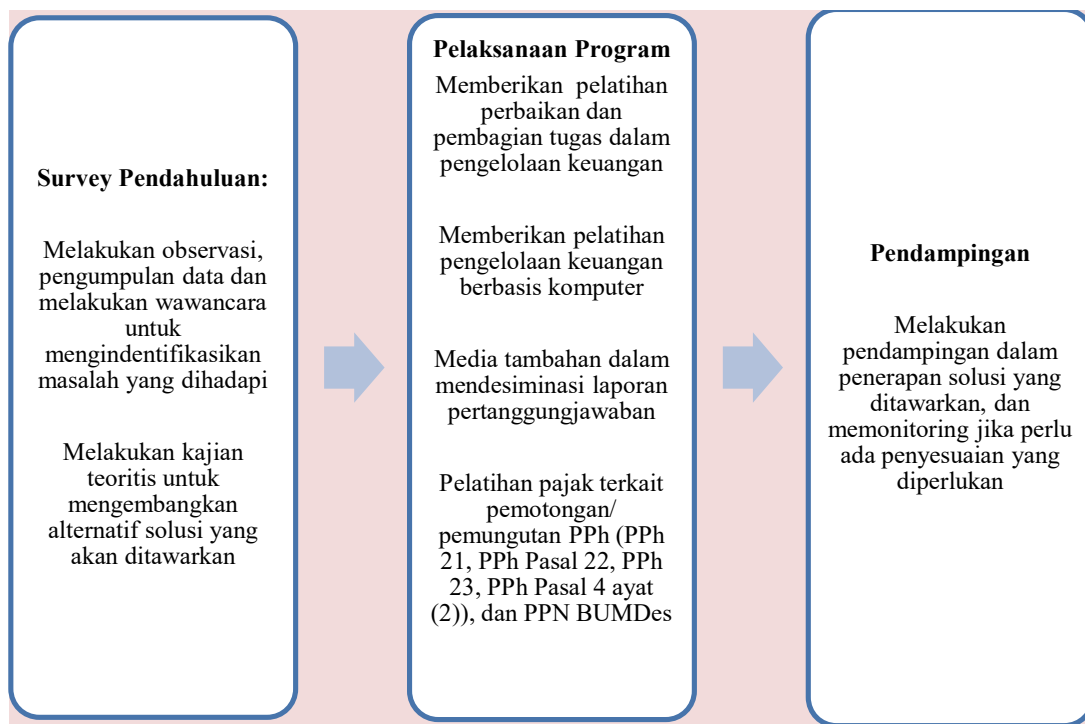 Survey Pendahuluan:
Melakukan observasi,
pengumpulan data dan
melakukan wawancara
untuk
mengindentifikasikan
masalah yang dihadapi
Melakukan kajian
teoritis untuk
mengembangkan
alternatif solusi yang
akan ditawarkan
Pelaksanaan Program
Memberikan pelatihan
perbaikan dan
pembagian tugas dalam
pengelolaan keuangan
Memberikan pelatihan
pengelolaan keuangan
berbasis komputer
Media tambahan dalam
mendesiminasi laporan
pertanggungjawaban
Pelatihan pajak terkait
pemotongan/
pemungutan PPh (PPh
21, PPh Pasal 22, PPh
23, PPh Pasal 4 ayat
(2)), dan PPN BUMDes
Pendampingan
Melakukan
pendampingan dalam
penerapan solusi yang
ditawarkan, dan
memonitoring jika perlu
ada penyesuaian yang
diperlukan